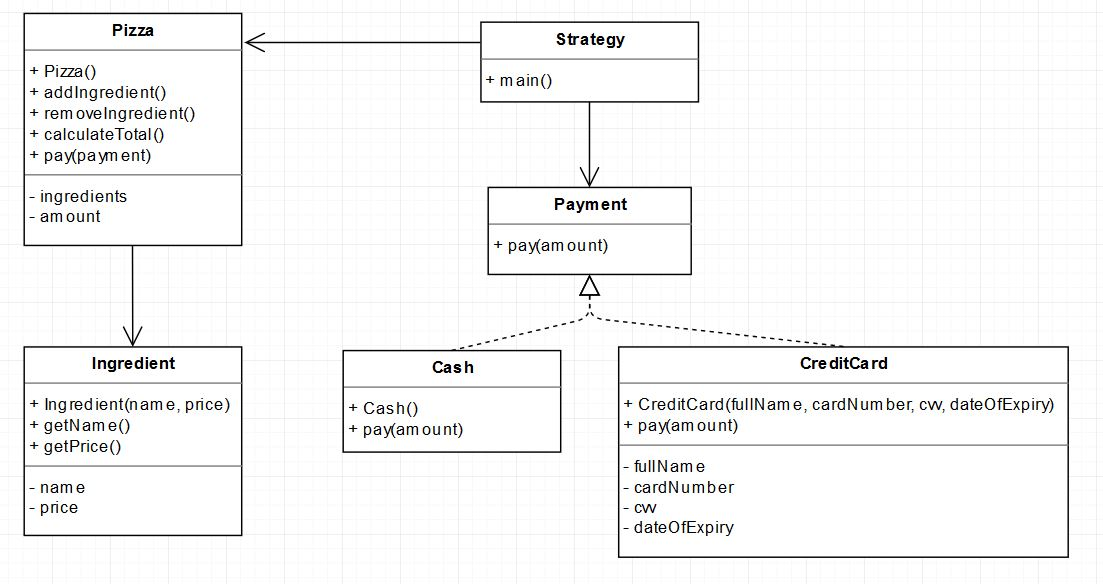 Pizza
+ Pizza()
+ addIngredient()
+ removeIngredient()
+ calculateTotal()
+ pay(payment)
- ingredients
- amount
Strategy
+ main()
Payment
+ pay(amount)
Ingredient
+ Ingredient(name, price)
+ getName()
+ getPrice()
- name
- price
Cash
+ Cash()
+ pay(amount)
CreditCard
+ CreditCard(fullName, cardNumber, cvv, dateOfExpiry)
+ pay(amount)
- fullName
- cardNumber
- cvv
- dateOfExpiry